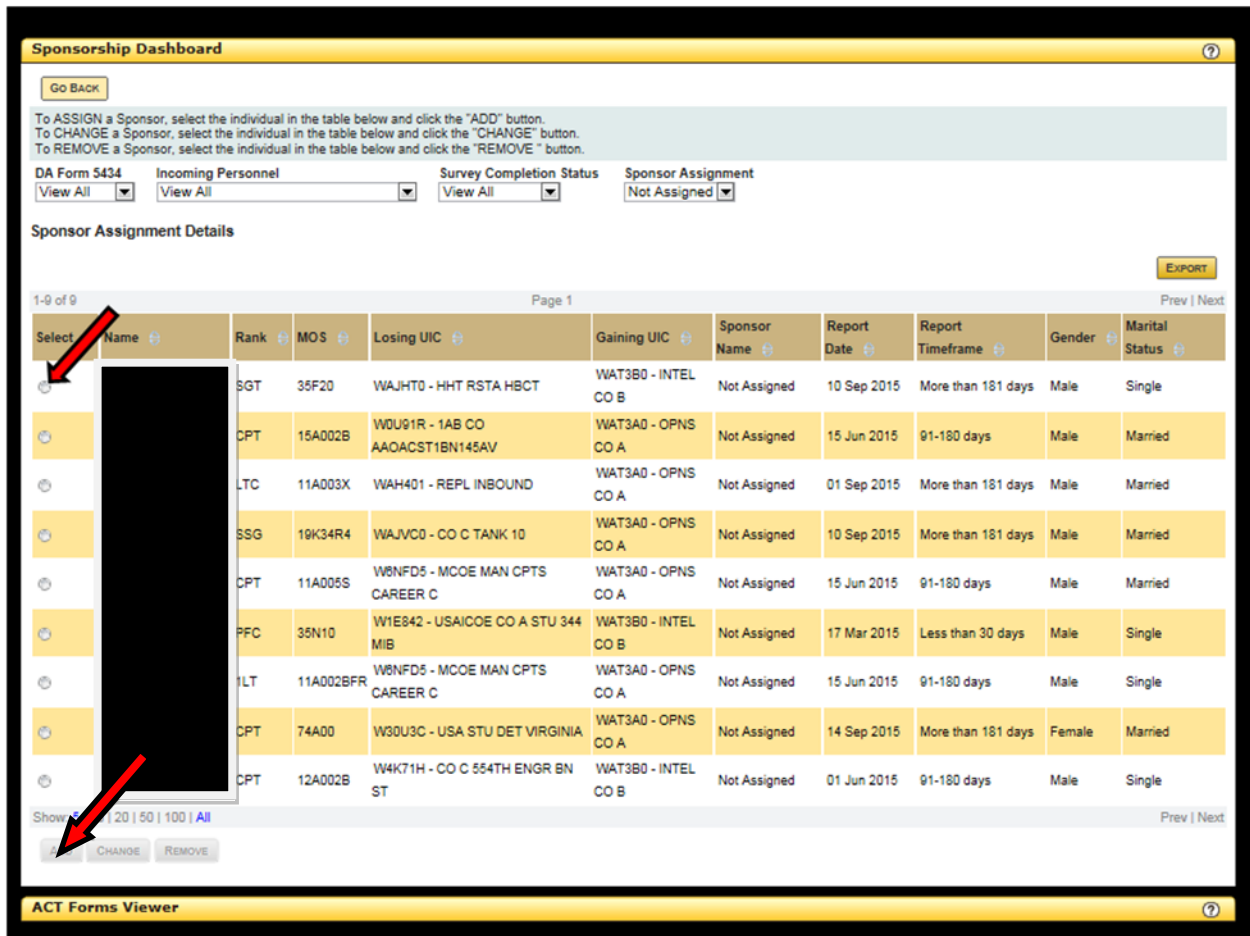 Sponsorship Dashboard ?
GO BACK
To ASSIGN a Sponsor, select the individual in the table below and click the "ADD" button.
To CHANGE a Sponsor, select the individual in the table below and click the "CHANGE" button.
To REMOVE a Sponsor, select the individual in the table below and click the "REMOVE " button.
DA Form 5434 Incoming Personnel Survey Completion Status Sponsor Assignment
View All View All View All Not Assigned
Sponsor Assignment Details
EXPORT
1-9 of 9 Page 1 Prev | Next
Select Name Rank MOS Losing UIC Gaining UIC Sponsor Name Report Date Report Timeframe Gender Marital Status
SGT 35F20 WAJHT0 - HHT RSTA HBCT WAT3B0 - INTEL CO B Not Assigned 10 Sep 2015 More than 181 days Male Single
CPT 15A002B W0U91R - 1AB CO AAOACST1BN145AV WAT3A0 - OPNS CO A Not Assigned 15 Jun 2015 91-180 days Male Married
LTC 11A003X WAH401 - REPL INBOUND WAT3A0 - OPNS CO A Not Assigned 01 Sep 2015 More than 181 days Male Married
SSG 19K34R4 WAJVC0 - CO C TANK 10 WAT3A0 - OPNS CO A Not Assigned 10 Sep 2015 More than 181 days Male Married
CPT 11A005S W6NFD5 - MCOE MAN CPTS CAREER C WAT3A0 - OPNS CO A Not Assigned 15 Jun 2015 91-180 days Male Married
PFC 35N10 W1E842 - USAICOE CO A STU 344 MIB WAT3B0 - INTEL CO B Not Assigned 17 Mar 2015 Less than 30 days Male Single
1LT 11A002BFR W6NFD5 - MCOE MAN CPTS CAREER C WAT3A0 - OPNS CO A Not Assigned 15 Jun 2015 91-180 days Male Single
CPT 74A00 W30U3C - USA STU DET VIRGINIA WAT3A0 - OPNS CO A Not Assigned 14 Sep 2015 More than 181 days Female Married
CPT 12A002B W4K71H - CO C 554TH ENGR BN ST WAT3B0 - INTEL CO B Not Assigned 01 Jun 2015 91-180 days Male Single
Show: | 20 | 50 | 100 | All Prev | Next
CHANGE REMOVE
ACT Forms Viewer ?